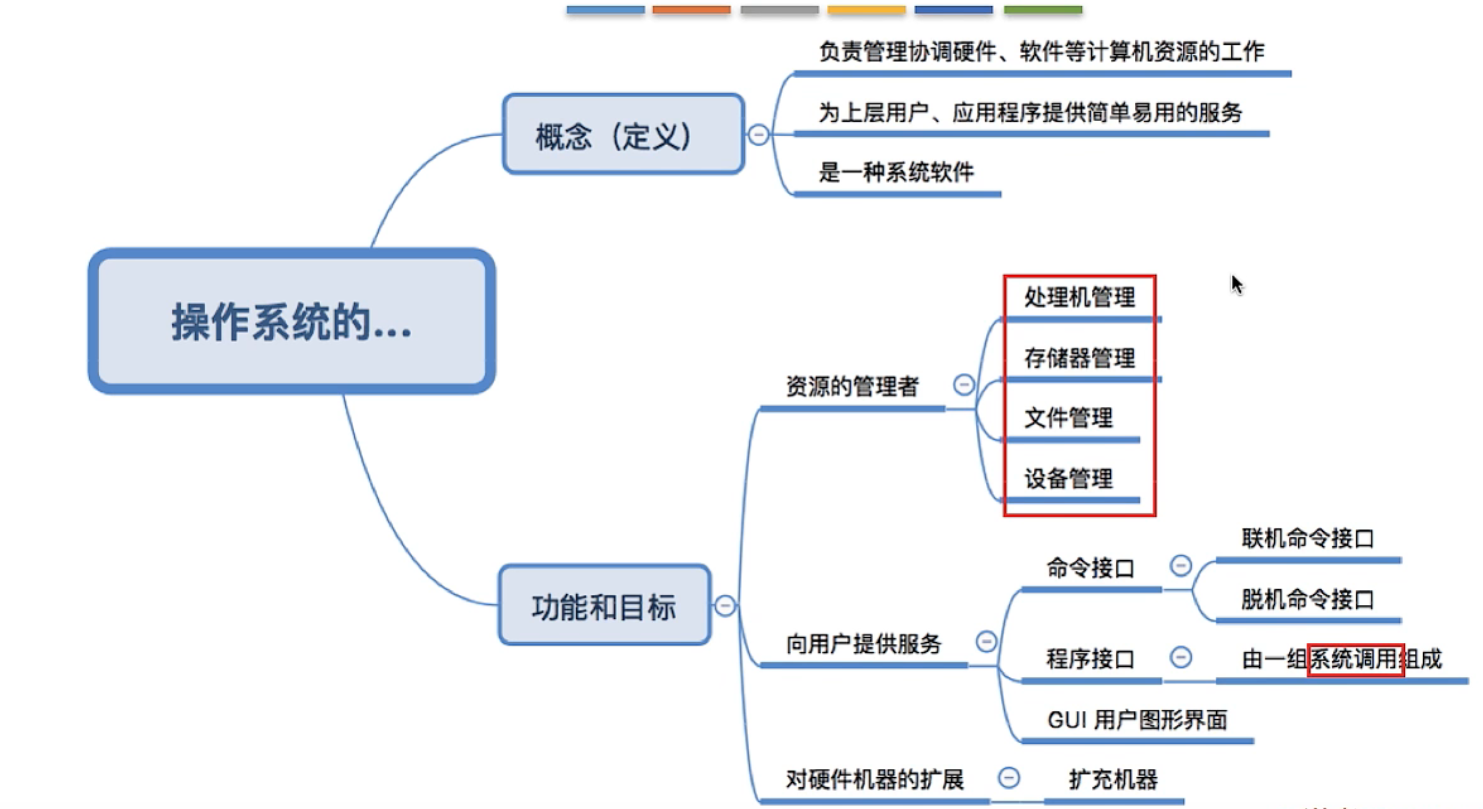 负责管理协调硬件、软件等计算机资源的工作
概念（定义）
为上层用户、应用程序提供简单易用的服务
是一种系统软件
操作系统的...
处理机管理
存储器管理
资源的管理者
文件管理
设备管理
联机命令接口
命令接口
脱机命令接口
功能和目标
向用户提供服务
程序接口
由一组系统调用组成
GUI 用户图形界面
对硬件机器的扩展
扩充机器